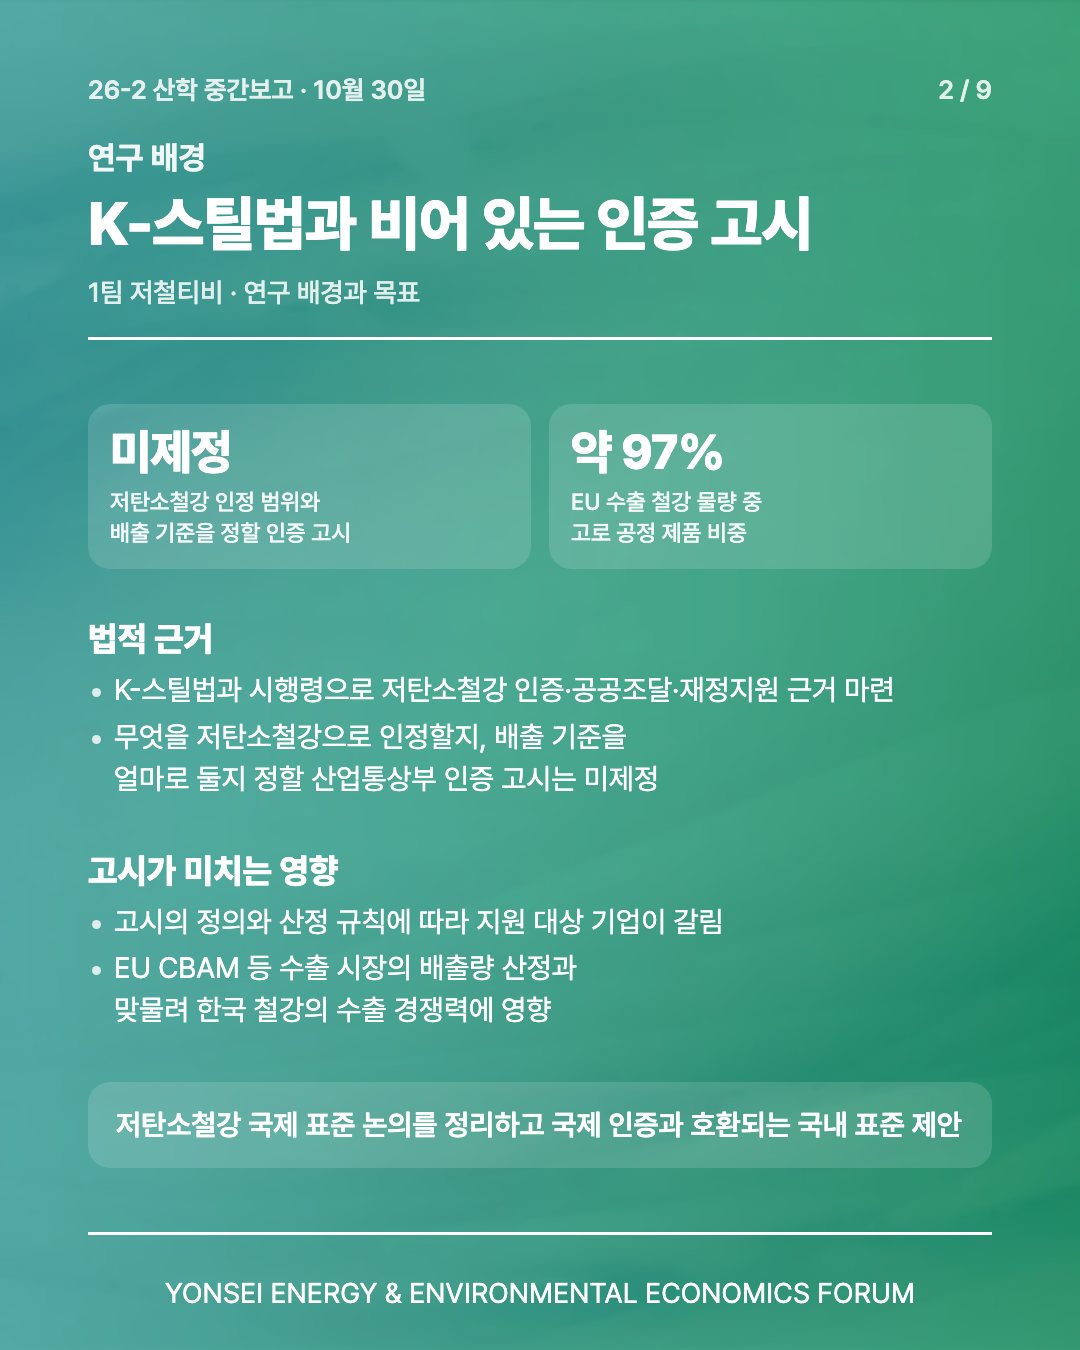 26-2 산학 중간보고 · 10월 30일
2 / 9
연구 배경
K-스틸법과 비어 있는 인증 고시
1팀 저철티비 · 연구 배경과 목표
미제정
저탄소철강 인정 범위와
배출 기준을 정할 인증 고시
약 97%
EU 수출 철강 물량 중
고로 공정 제품 비중
법적 근거
• K-스틸법과 시행령으로 저탄소철강 인증·공공조달·재정지원 근거 마련
• 무엇을 저탄소철강으로 인정할지, 배출 기준을
얼마로 둘지 정할 산업통상부 인증 고시는 미제정
고시가 미치는 영향
• 고시의 정의와 산정 규칙에 따라 지원 대상 기업이 갈림
• EU CBAM 등 수출 시장의 배출량 산정과
맞물려 한국 철강의 수출 경쟁력에 영향
저탄소철강 국제 표준 논의를 정리하고 국제 인증과 호환되는 국내 표준 제안
YONSEI ENERGY & ENVIRONMENTAL ECONOMICS FORUM